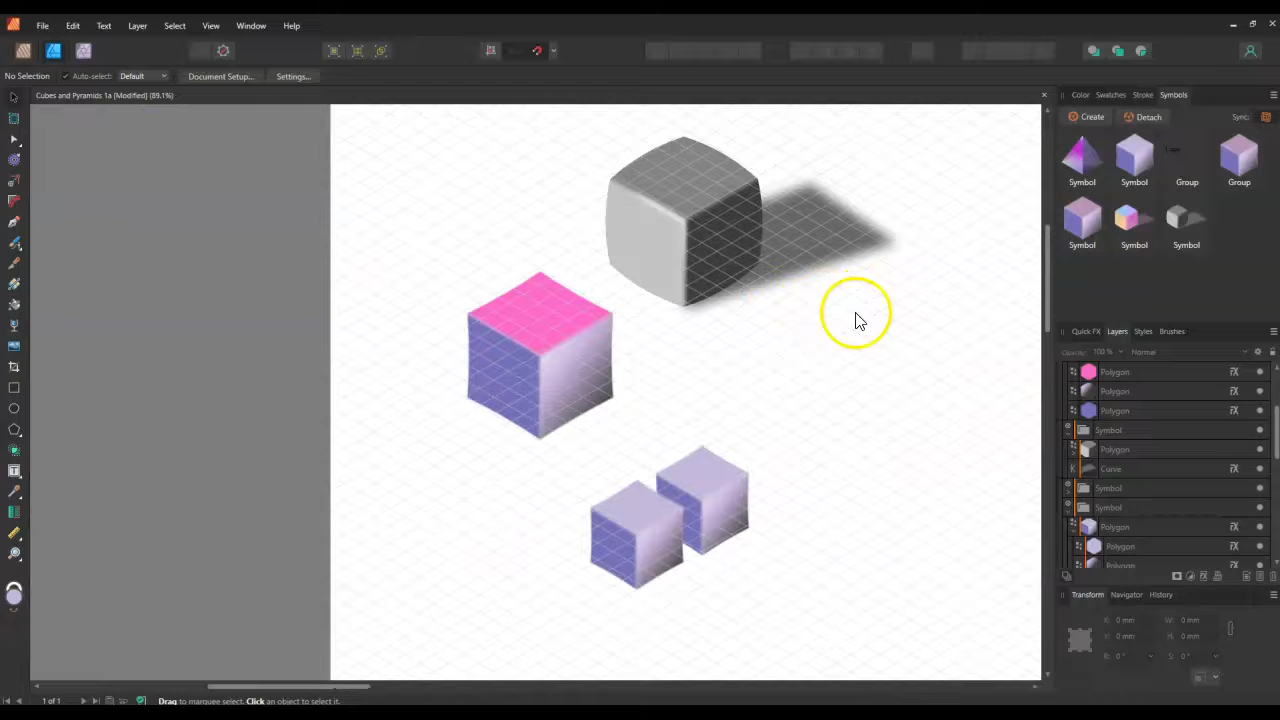 File Edit Text Layer Select View Window Help
No Selection Auto-select: Default Document Setup... Settings...
Cubes and Pyramids 1a [Modified] (89.1%)
Color Swatches Stroke Symbols
Create Detach Sync:
Symbol Symbol Group Group
Symbol Symbol Symbol
Quick FX Layers Styles Brushes
Opacity: 100 % Normal
Polygon
Polygon
Polygon
Symbol
Polygon
Curve
Symbol
Symbol
Polygon
Polygon
Polygon
Transform Navigator History
X: 0 mm W: 0 mm
Y: 0 mm H: 0 mm
R: 0 ° S: 0 °
1 of 1 Drag to marquee select. Click an object to select it.